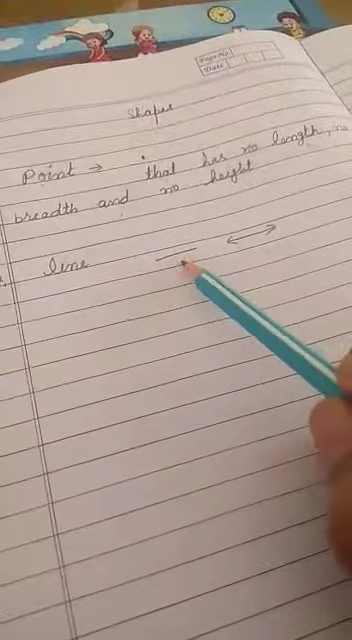 Page No.
Date
Shapes
Point → that has no length, no
breadth and no height
line